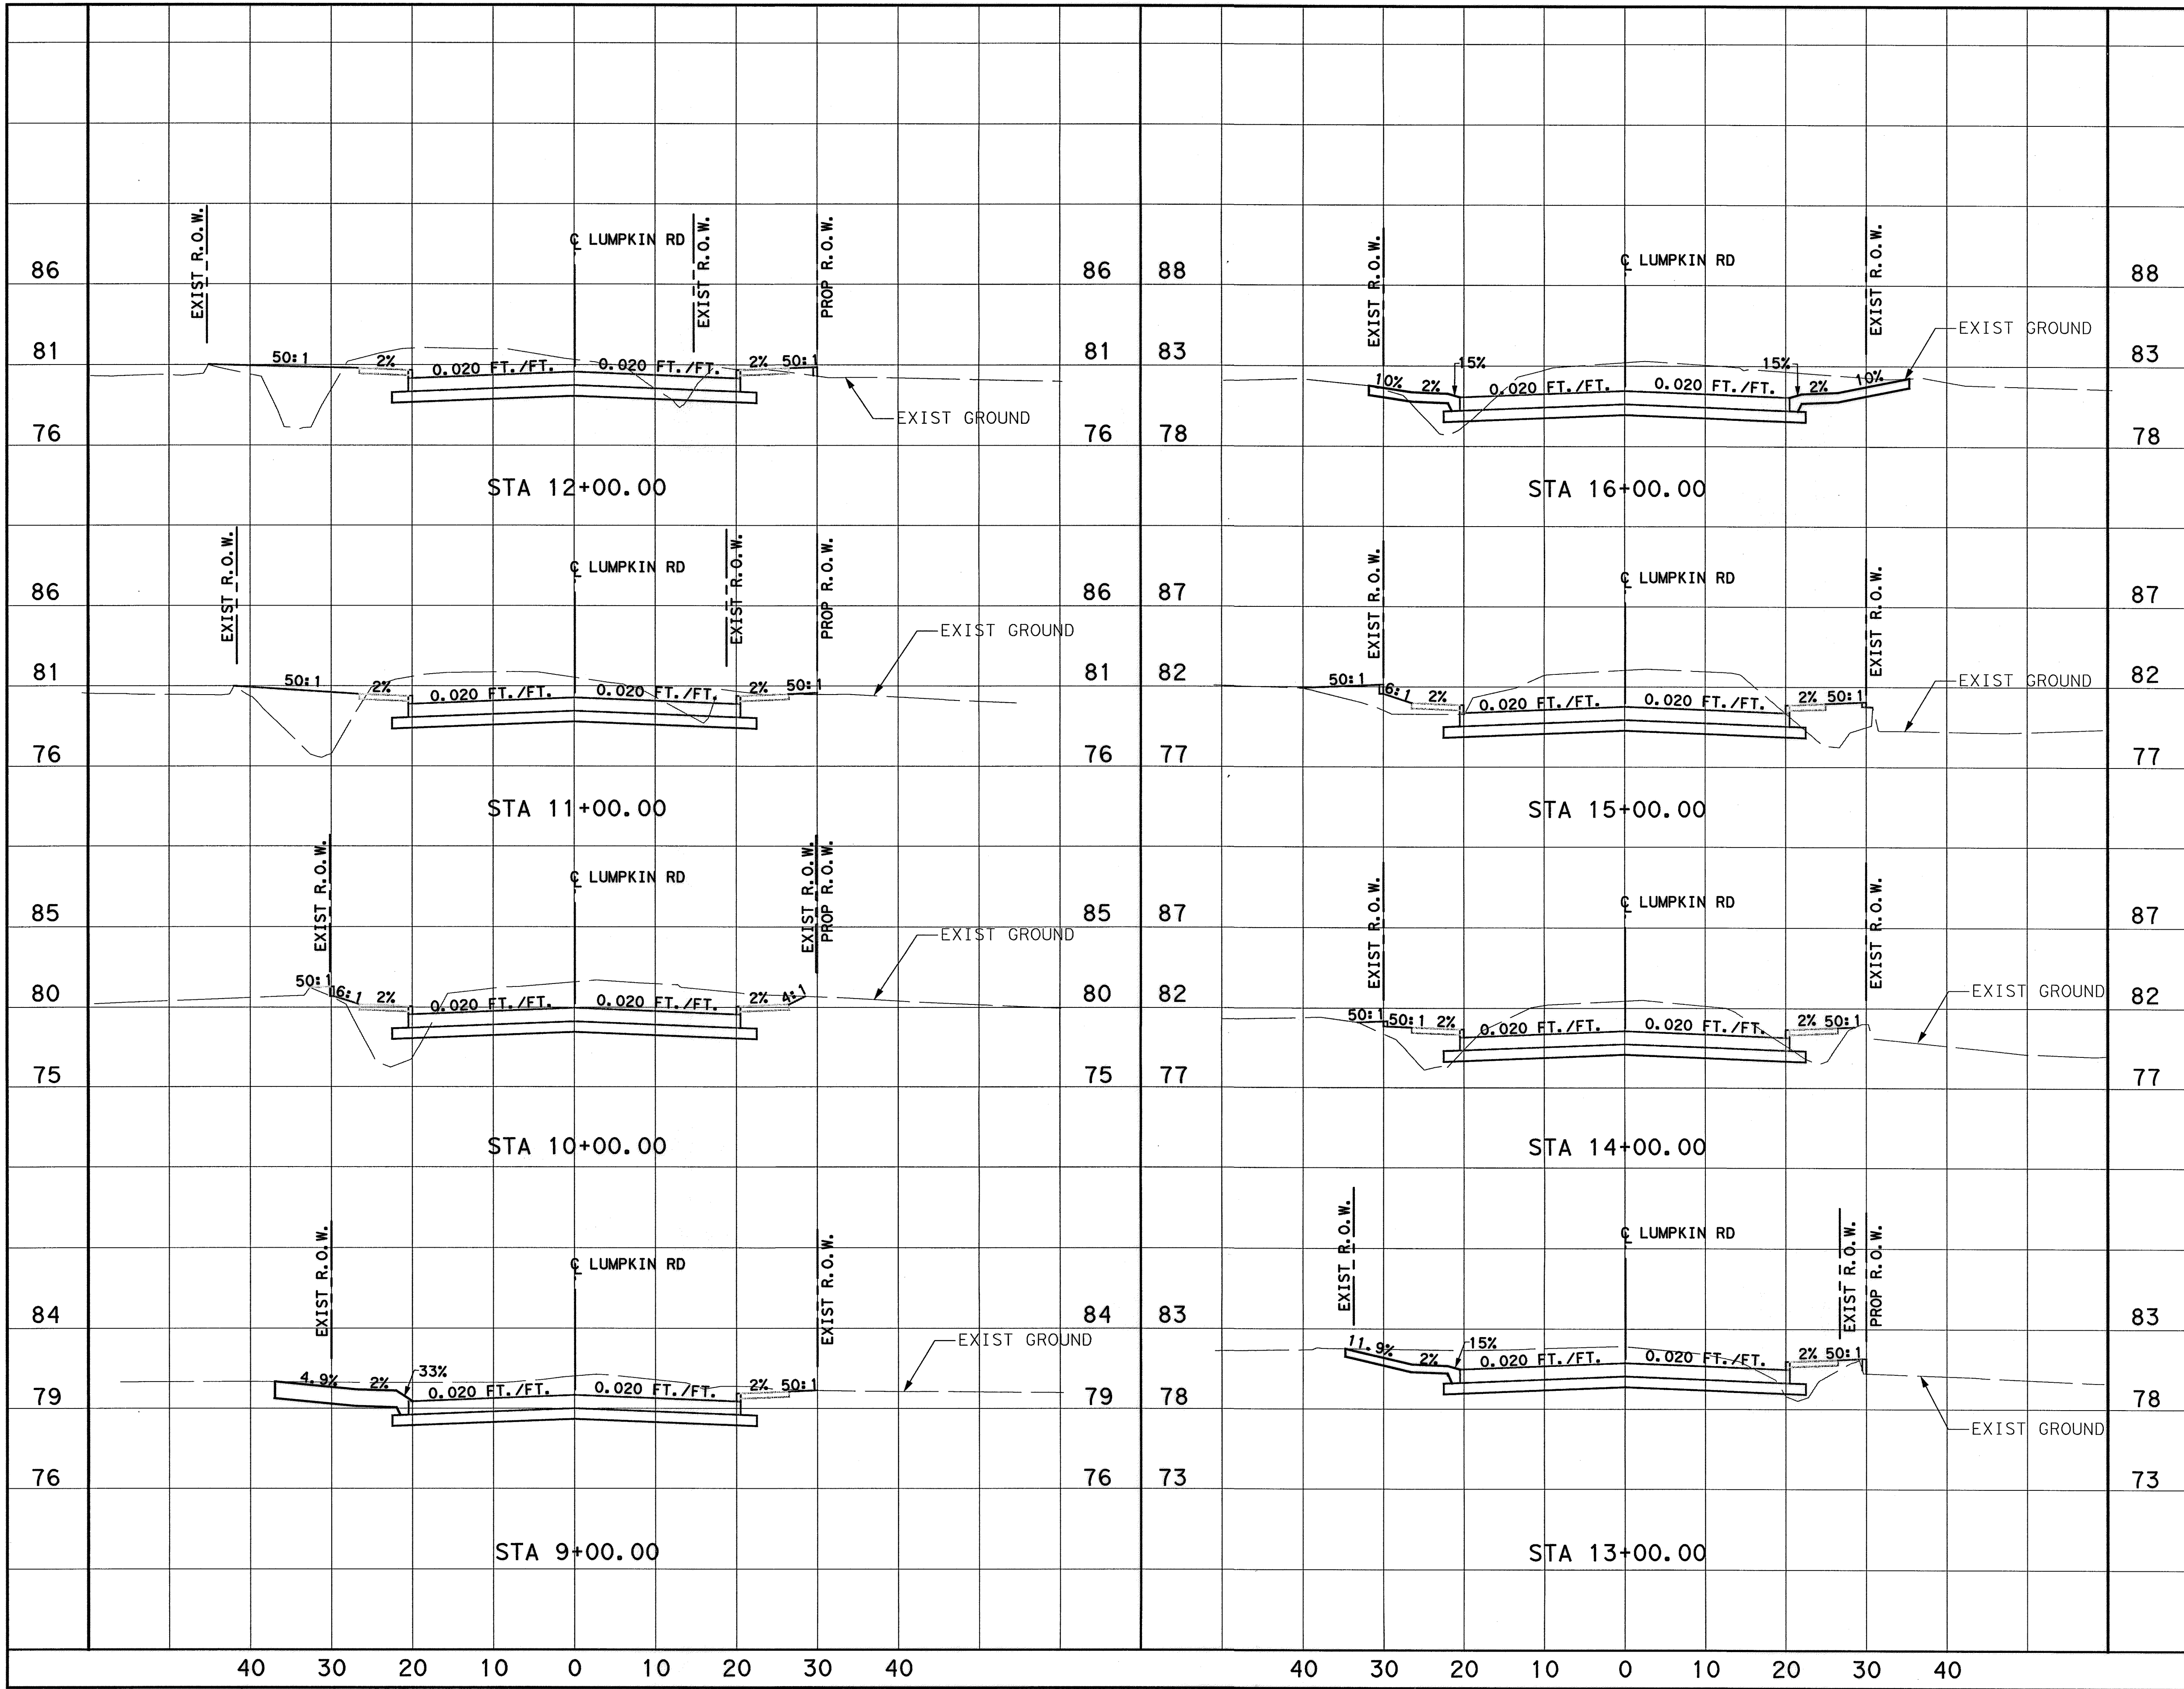 EXIST R.O.W.
EXIST R.O.W.
PROP R.O.W.
℄ LUMPKIN RD
86
86
81
50:1
2%
0.020 FT./FT.
0.020 FT./FT.
2%
50:1
81
EXIST GROUND
76
76
STA 12+00.00
EXIST R.O.W.
EXIST R.O.W.
PROP R.O.W.
℄ LUMPKIN RD
86
86
EXIST GROUND
81
50:1
2%
0.020 FT./FT.
0.020 FT./FT.
2%
50:1
81
76
76
STA 11+00.00
EXIST R.O.W.
EXIST R.O.W.
PROP R.O.W.
℄ LUMPKIN RD
85
85
EXIST GROUND
80
50:1
6:1
2%
0.020 FT./FT.
0.020 FT./FT.
2%
4:1
80
75
75
STA 10+00.00
EXIST R.O.W.
EXIST R.O.W.
℄ LUMPKIN RD
84
84
EXIST GROUND
33%
79
4.9%
2%
0.020 FT./FT.
0.020 FT./FT.
2%
50:1
79
76
76
STA 9+00.00
40 30 20 10 0 10 20 30 40
EXIST R.O.W.
EXIST R.O.W.
℄ LUMPKIN RD
88
88
EXIST GROUND
83
15%
15%
83
10%
2%
0.020 FT./FT.
0.020 FT./FT.
2%
10%
78
78
STA 16+00.00
EXIST R.O.W.
EXIST R.O.W.
℄ LUMPKIN RD
87
87
EXIST GROUND
82
50:1
6:1
2%
0.020 FT./FT.
0.020 FT./FT.
2%
50:1
82
77
77
STA 15+00.00
EXIST R.O.W.
EXIST R.O.W.
℄ LUMPKIN RD
87
87
EXIST GROUND
82
50:1
50:1
2%
0.020 FT./FT.
0.020 FT./FT.
2%
50:1
82
77
77
STA 14+00.00
EXIST R.O.W.
EXIST R.O.W.
PROP R.O.W.
℄ LUMPKIN RD
83
83
15%
11.9%
2%
0.020 FT./FT.
0.020 FT./FT.
2%
50:1
78
78
EXIST GROUND
73
73
STA 13+00.00
40 30 20 10 0 10 20 30 40